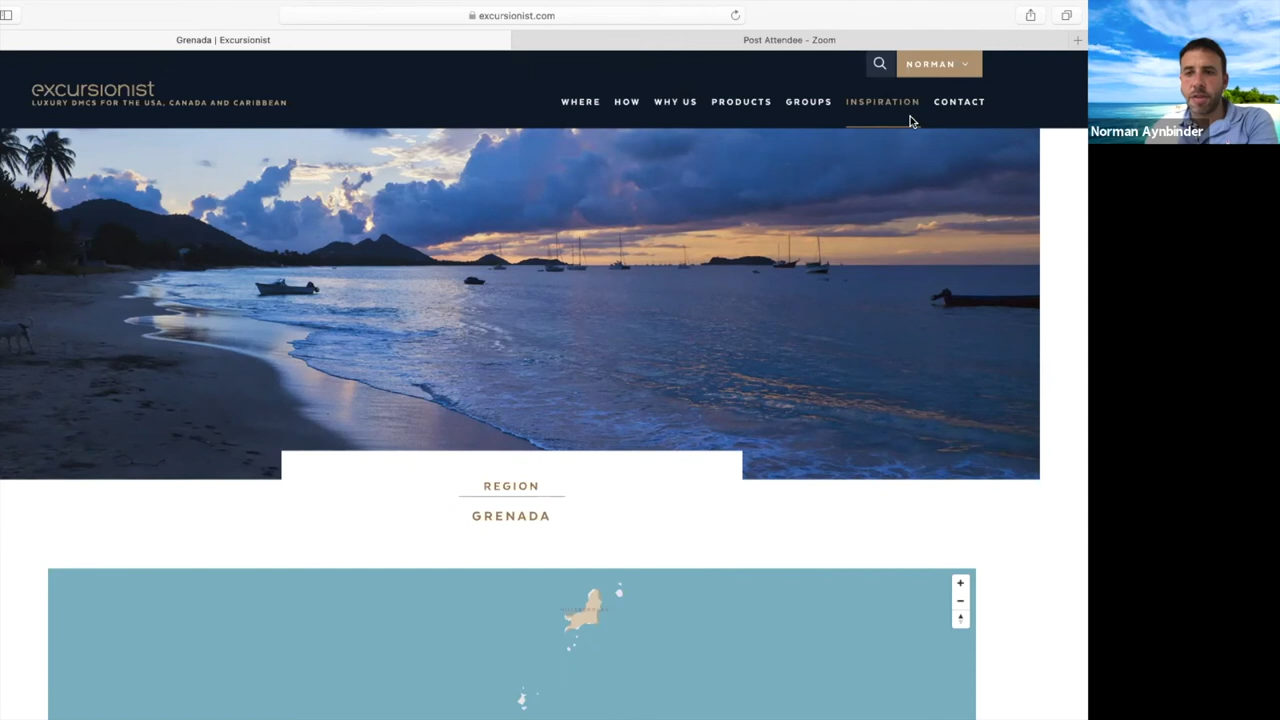 excursionist.com
Grenada | Excursionist
Post Attendee - Zoom
NORMAN
excursionist
LUXURY DMCS FOR THE USA, CANADA AND CARIBBEAN
WHERE HOW WHY US PRODUCTS GROUPS INSPIRATION CONTACT
Norman Aynbinder
REGION
GRENADA